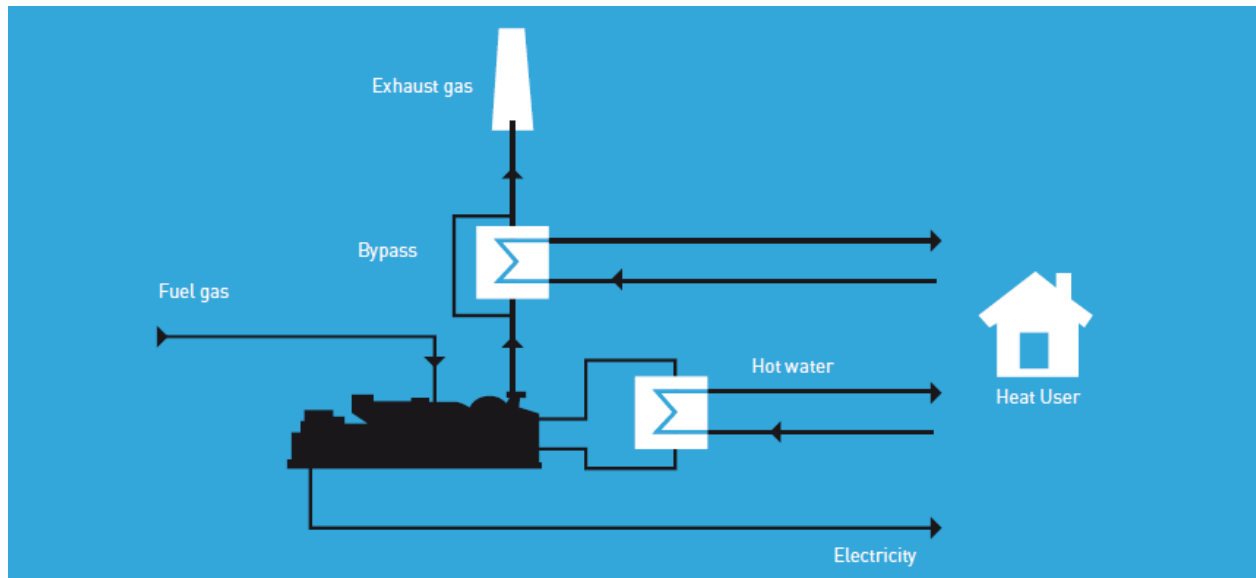 Exhaust gas
Bypass
Fuel gas
Hot water
Heat User
Electricity